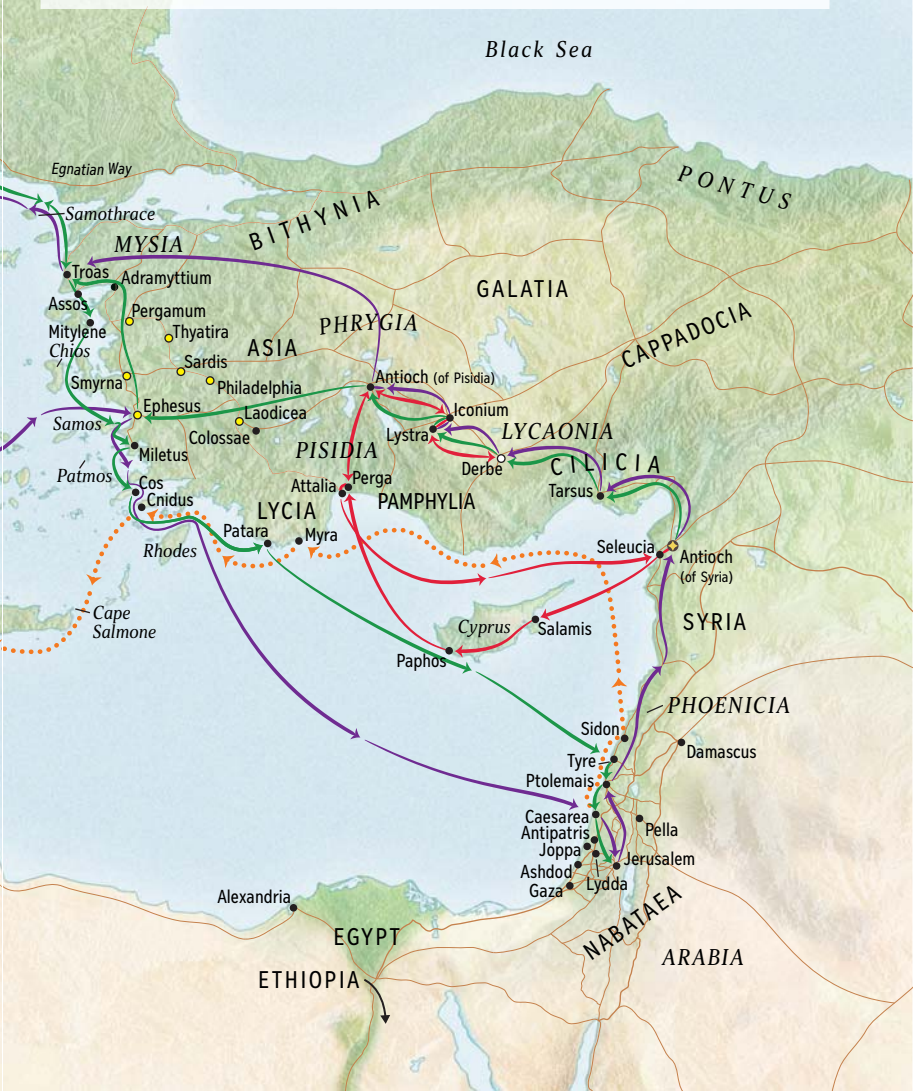 Black Sea
Egnatian Way
PONTUS
Samothrace
BITHYNIA
MYSIA
Troas
Adramyttium
GALATIA
Assos
Pergamum
Mitylene
Thyatira
PHRYGIA
CAPPADOCIA
Chios
ASIA
Sardis
Smyrna
Philadelphia
Antioch (of Pisidia)
Ephesus
Laodicea
Iconium
Samos
Colossae
Lystra
LYCAONIA
Miletus
PISIDIA
Derbe
CILICIA
Patmos
Perga
Cos
Attalia
Tarsus
Cnidus
LYCIA
PAMPHYLIA
Patara
Myra
Rhodes
Seleucia
Antioch
(of Syria)
Cape
Salmone
Cyprus
Salamis
SYRIA
Paphos
PHOENICIA
Sidon
Damascus
Tyre
Ptolemais
Caesarea
Antipatris
Pella
Joppa
Jerusalem
Ashdod
Lydda
Gaza
Alexandria
NABATAEA
EGYPT
ARABIA
ETHIOPIA